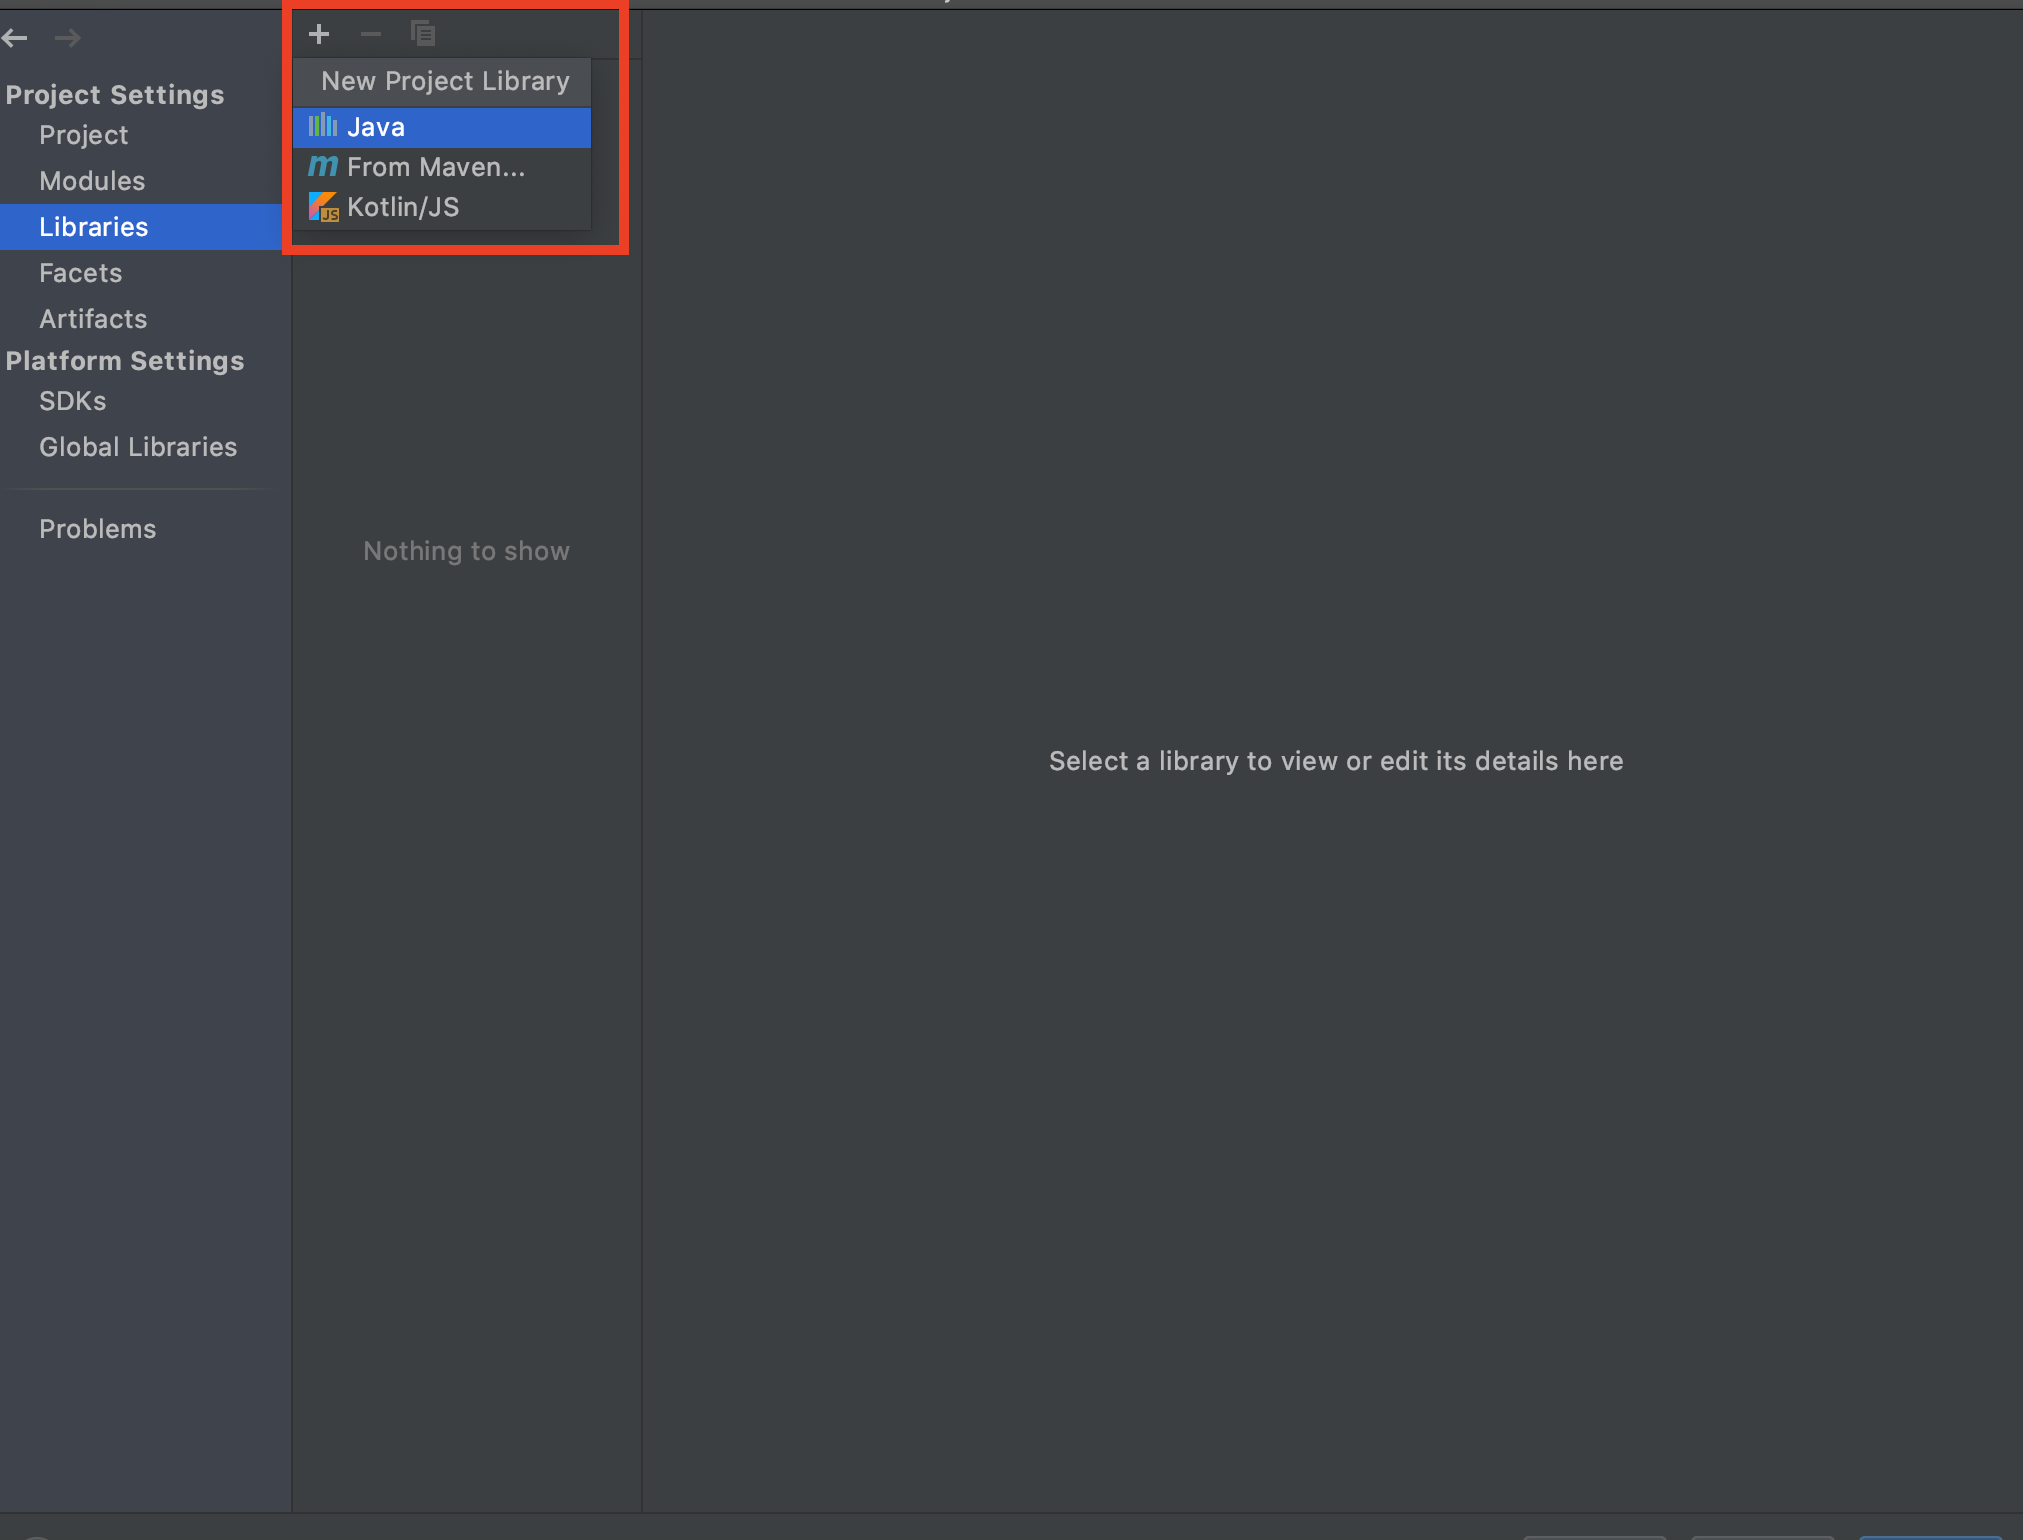 Project Settings
Project
Modules
Libraries
Facets
Artifacts
Platform Settings
SDKs
Global Libraries
Problems
New Project Library
Java
From Maven...
Kotlin/JS
Nothing to show
Select a library to view or edit its details here